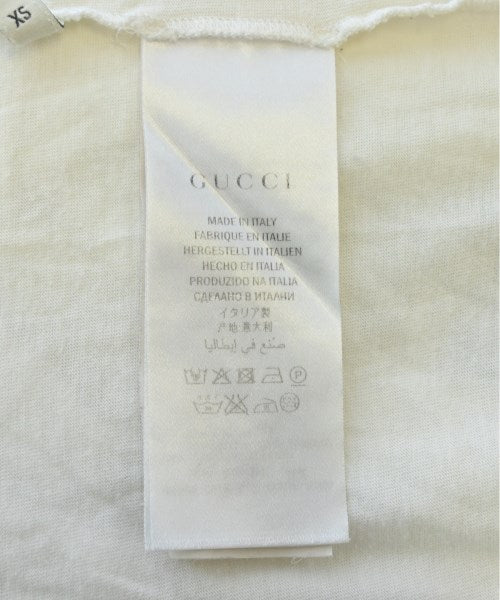 XS
GUCCI
MADE IN ITALY
FABRIQUE EN ITALIE
HERGESTELLT IN ITALIEN
HECHO EN ITALIA
PRODUZIDO NA ITALIA
СДЕЛАНО В ИТАЛИИ
イタリア製
产地 意大利
صنع في إيطاليا
P